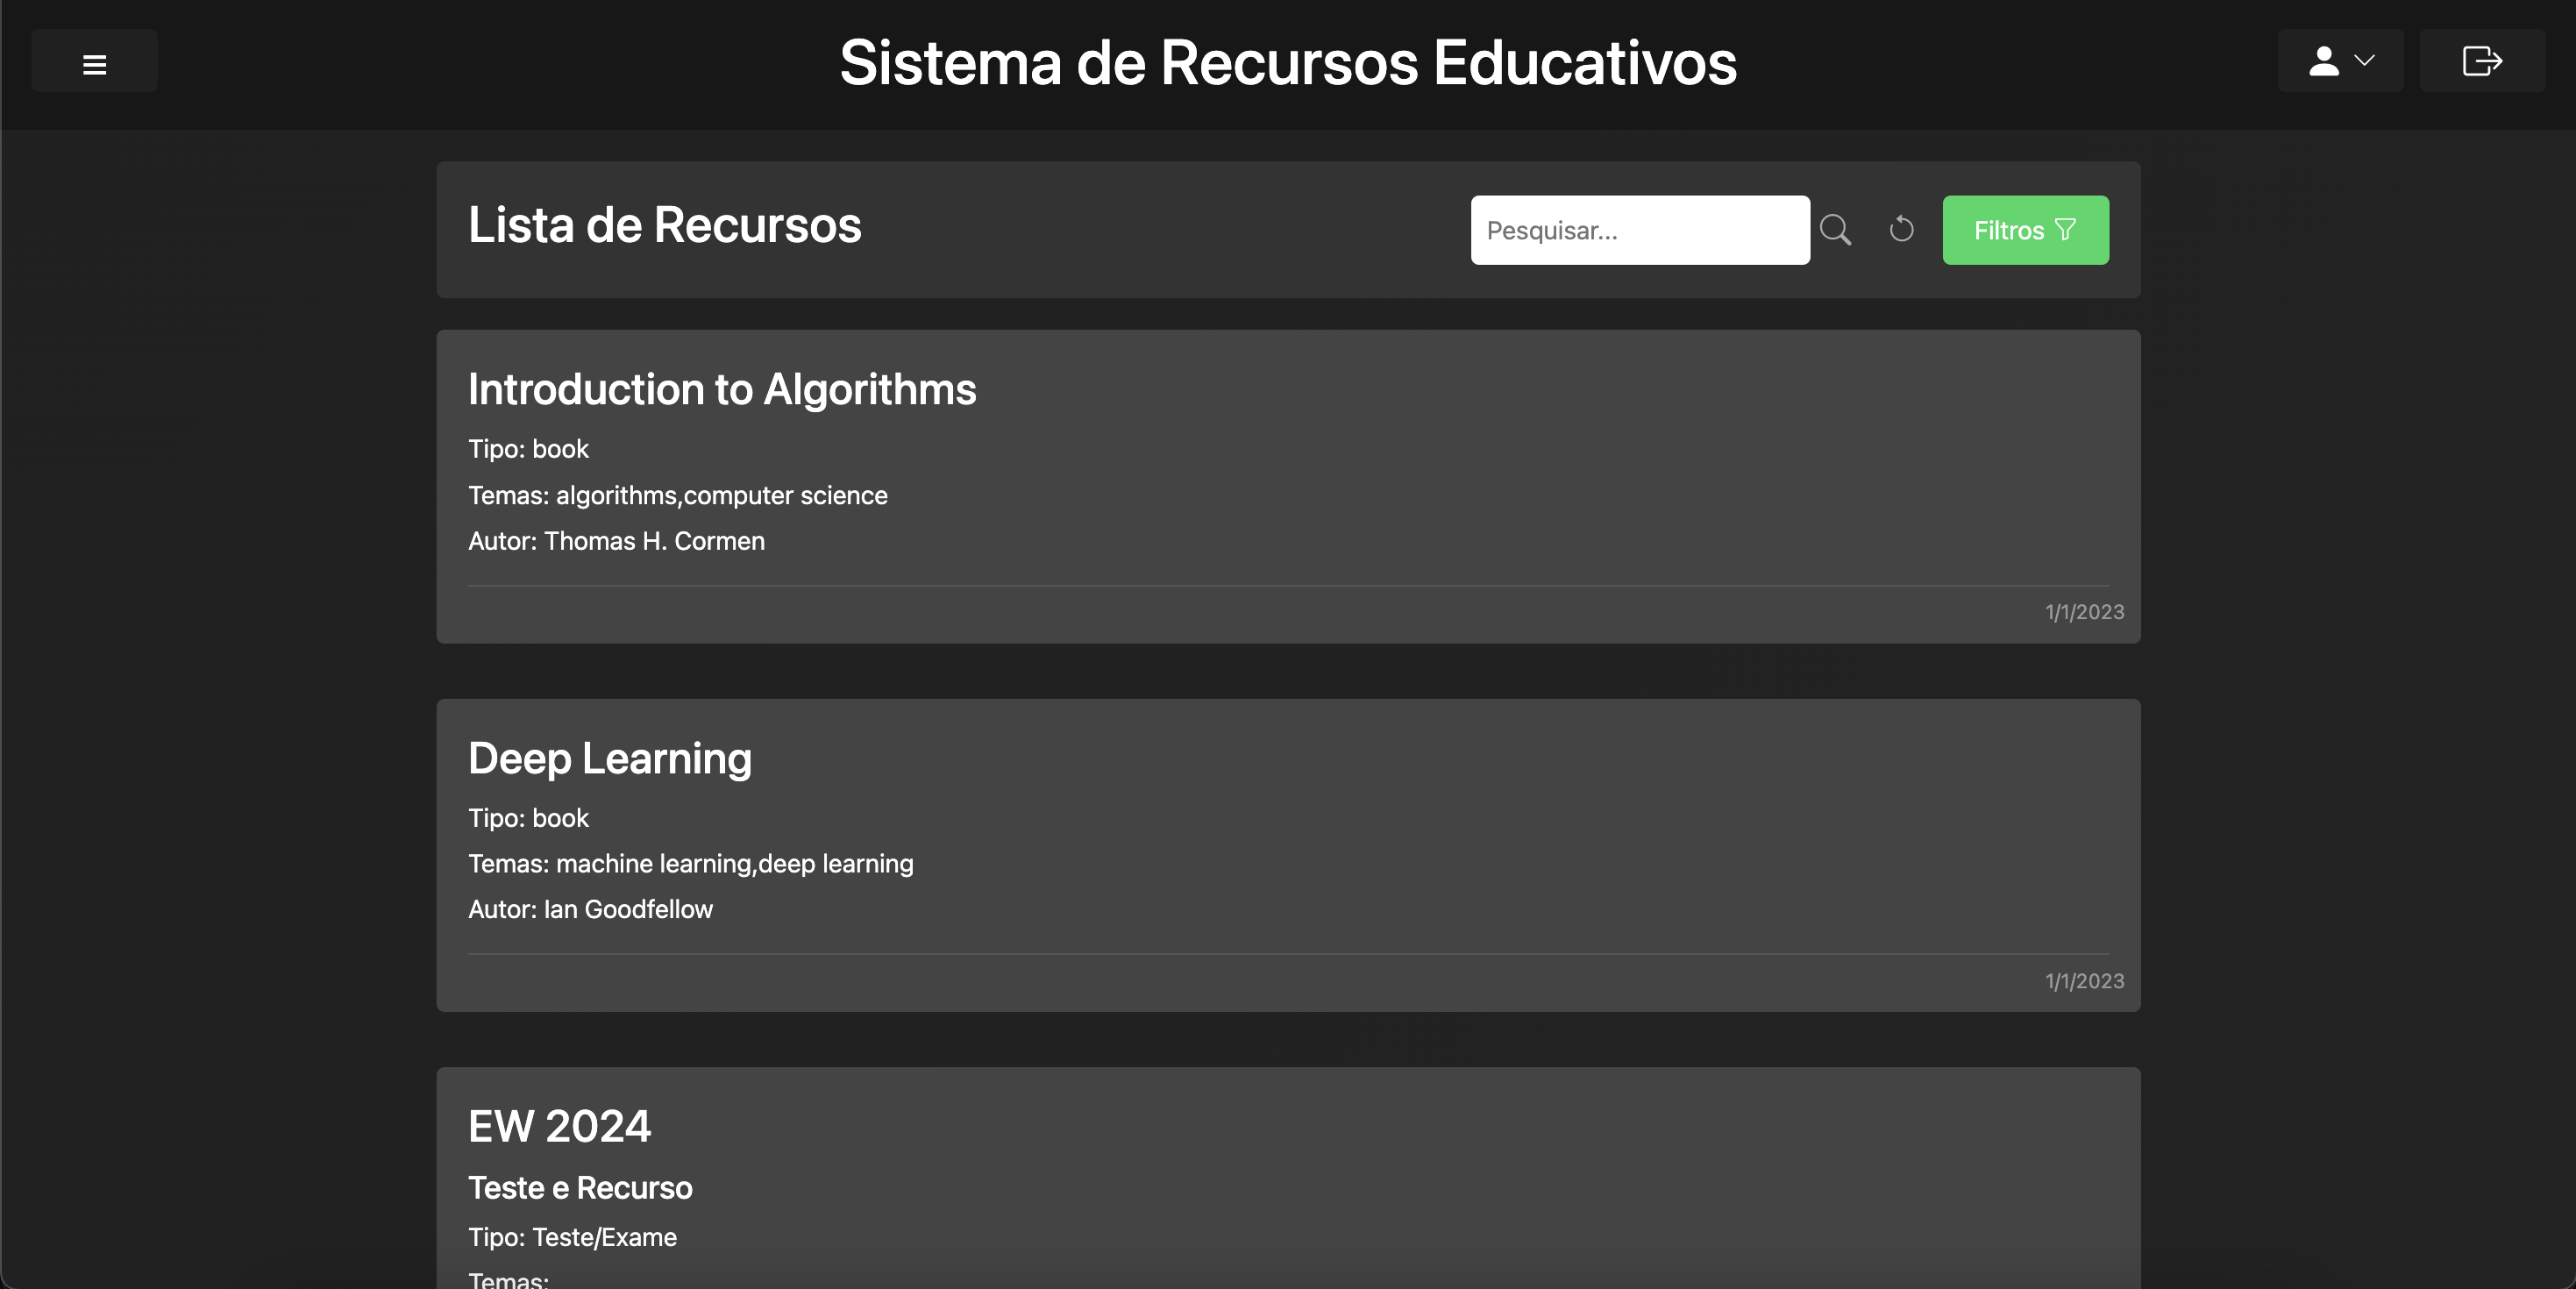 Sistema de Recursos Educativos
Lista de Recursos
Pesquisar...
Filtros
Introduction to Algorithms
Tipo: book
Temas: algorithms,computer science
Autor: Thomas H. Cormen
1/1/2023
Deep Learning
Tipo: book
Temas: machine learning,deep learning
Autor: Ian Goodfellow
1/1/2023
EW 2024
Teste e Recurso
Tipo: Teste/Exame
Temas: